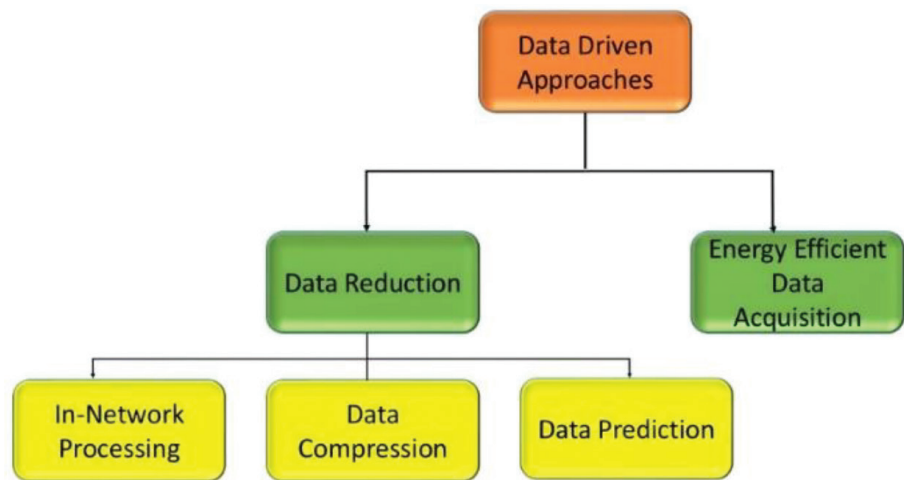 Data Driven
Approaches
Data Reduction
Energy Efficient
Data
Acquisition
In-Network
Processing
Data
Compression
Data Prediction